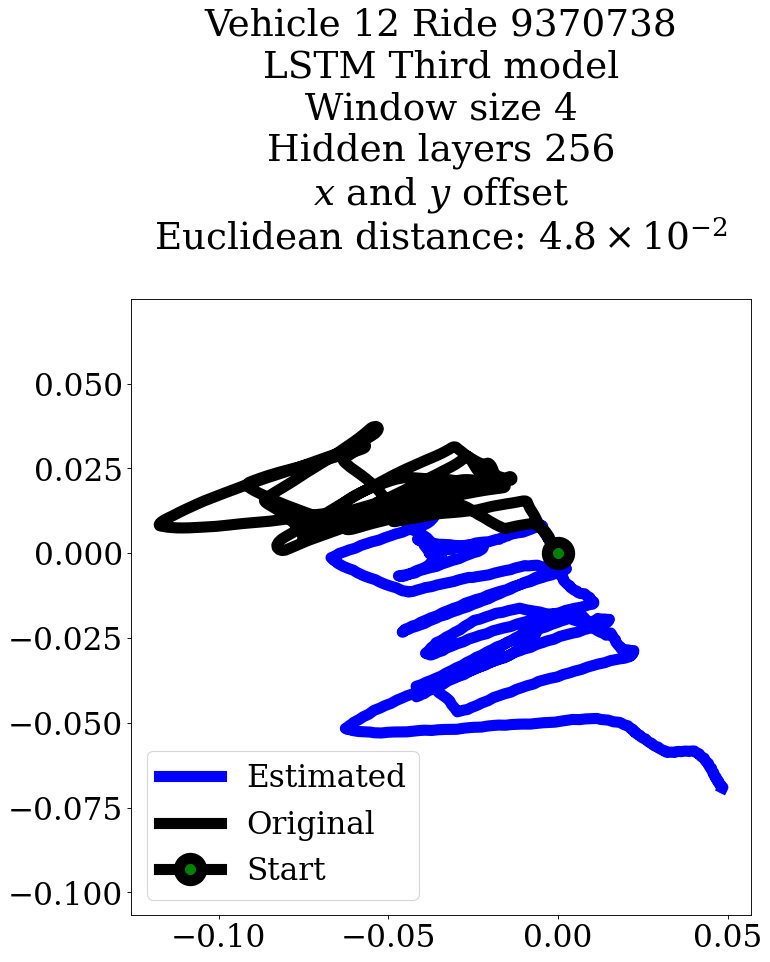 Vehicle 12 Ride 9370738
LSTM Third model
Window size 4
Hidden layers 256
x and y offset
Euclidean distance: 4.8 × 10⁻²
0.050
0.025
0.000
−0.025
−0.050
−0.075
−0.100
Estimated
Original
Start
−0.10 −0.05 0.00 0.05